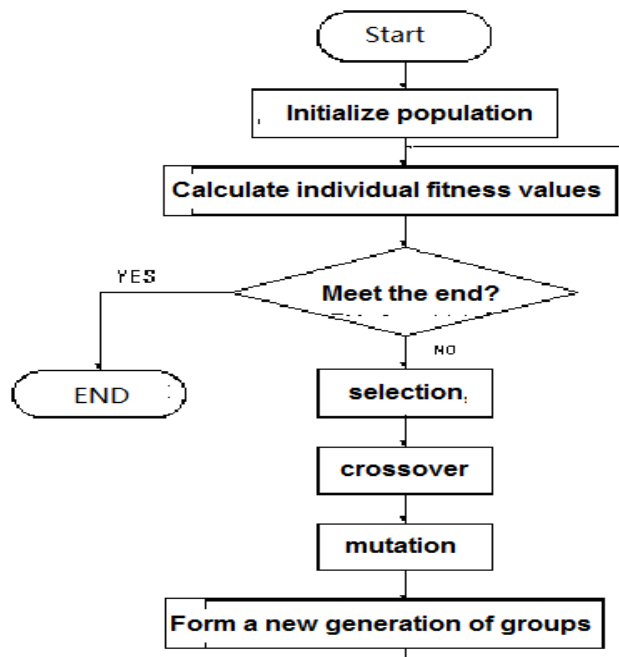 Start
Initialize population
Calculate individual fitness values
YES
Meet the end?
NO
END
selection
crossover
mutation
Form a new generation of groups